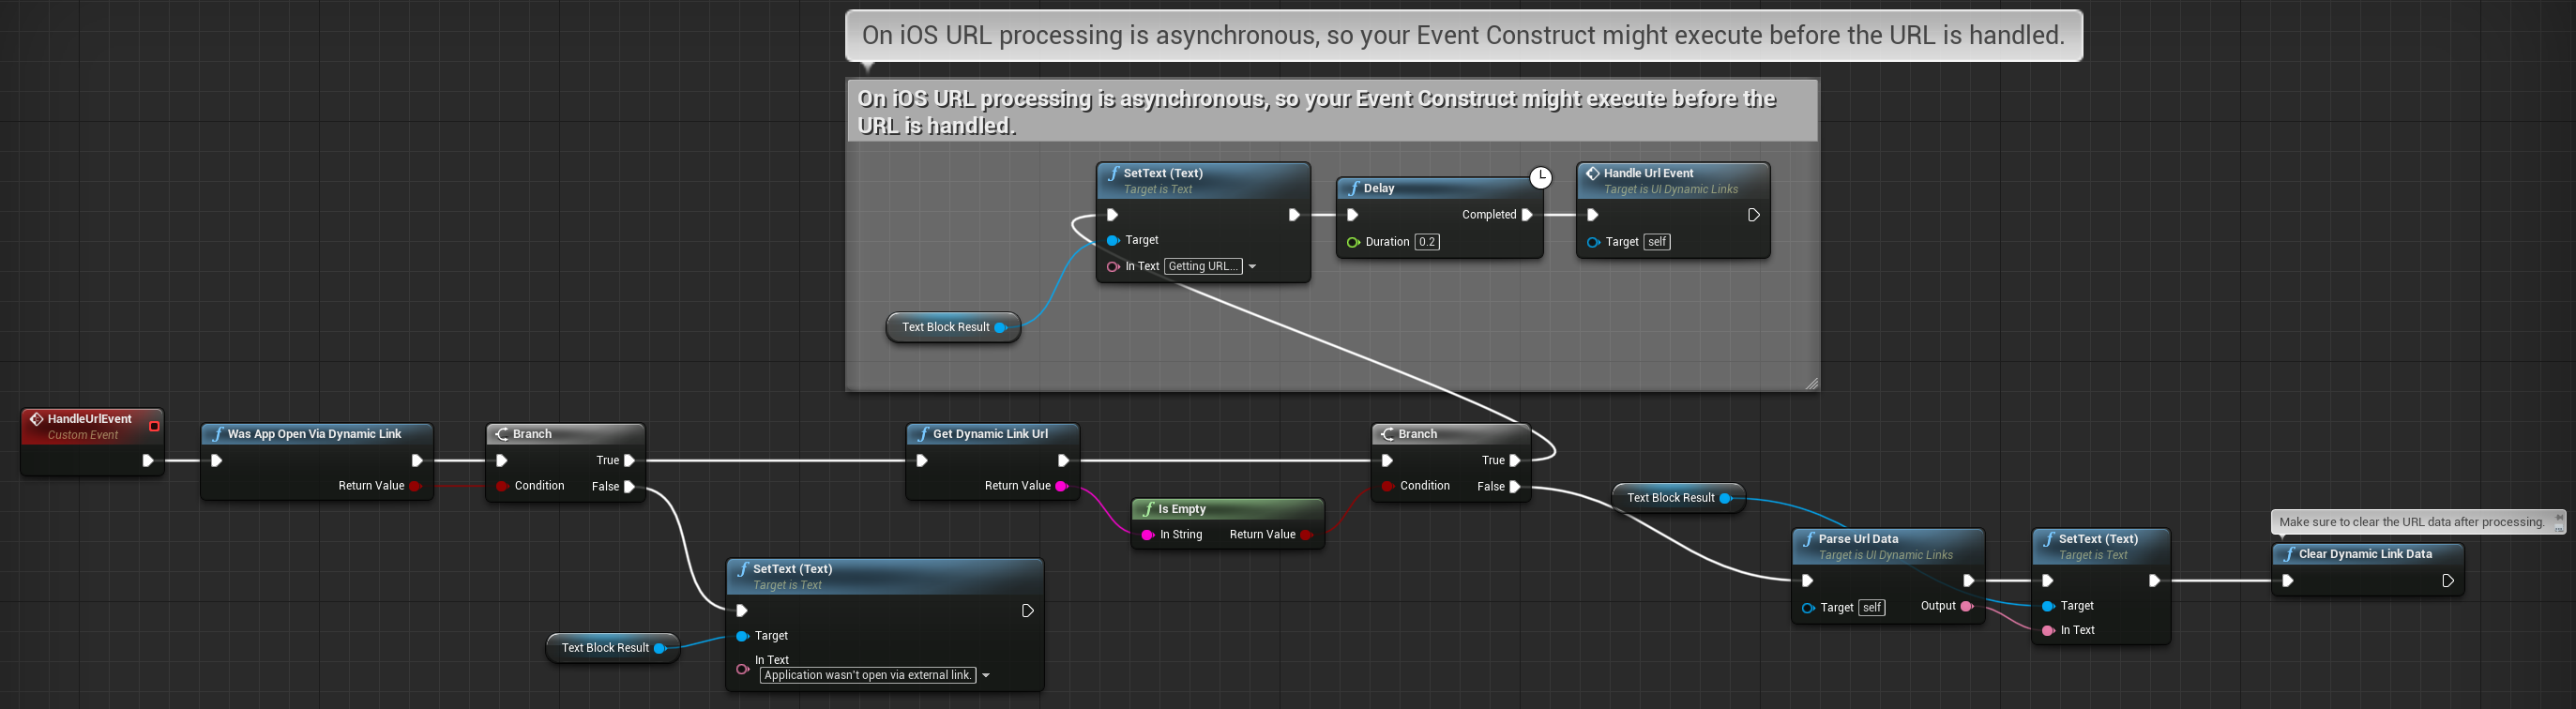 On iOS URL processing is asynchronous, so your Event Construct might execute before the URL is handled.
On iOS URL processing is asynchronous, so your Event Construct might execute before the
URL is handled.
SetText (Text)
Target is Text
Target
In Text Getting URL...
Delay
Completed
Duration 0.2
Handle Url Event
Target is UI Dynamic Links
Target self
Text Block Result
HandleUrlEvent
Custom Event
Was App Open Via Dynamic Link
Return Value
Branch
True
Condition False
Get Dynamic Link Url
Return Value
Is Empty
In String Return Value
Branch
True
Condition False
SetText (Text)
Target is Text
Target
In Text
Application wasn't open via external link.
Text Block Result
Text Block Result
Parse Url Data
Target is UI Dynamic Links
Target self Output
SetText (Text)
Target is Text
Target
In Text
Make sure to clear the URL data after processing.
Clear Dynamic Link Data